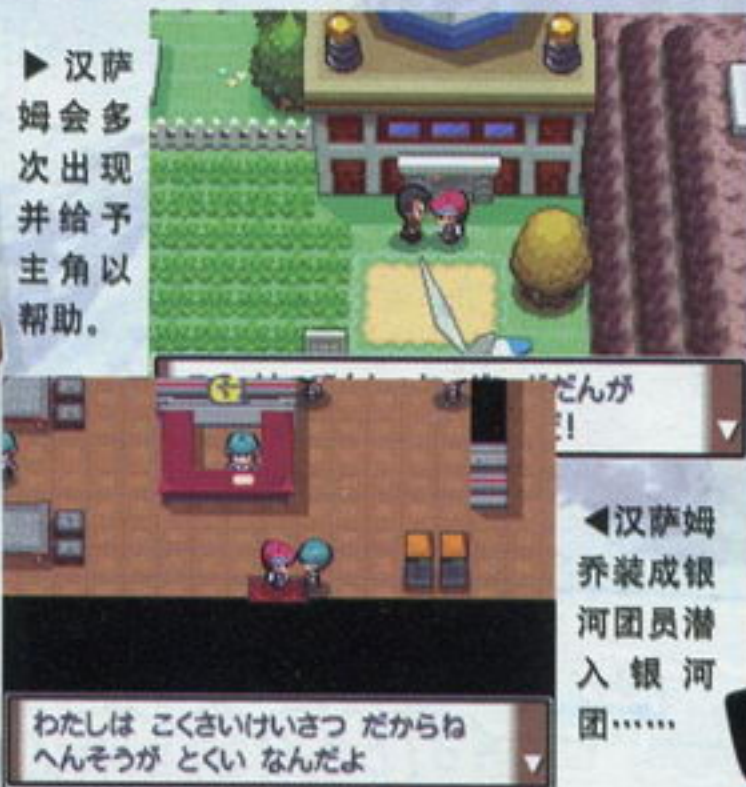 ▶ 汉萨
姆会多
次出现
并给予
主角以
帮助。
だんが
!
◀汉萨姆
乔装成银
河团员潜
入银河
团……
わたしは こくさいけいさつ だからね
へんそうが とくい なんだよ